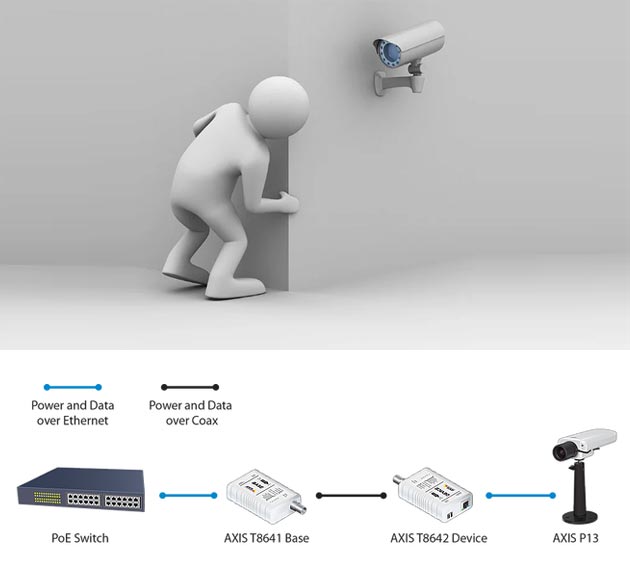 Power and Data
over Ethernet
Power and Data
over Coax
PoE Switch
AXIS T8641 Base
AXIS T8642 Device
AXIS P13